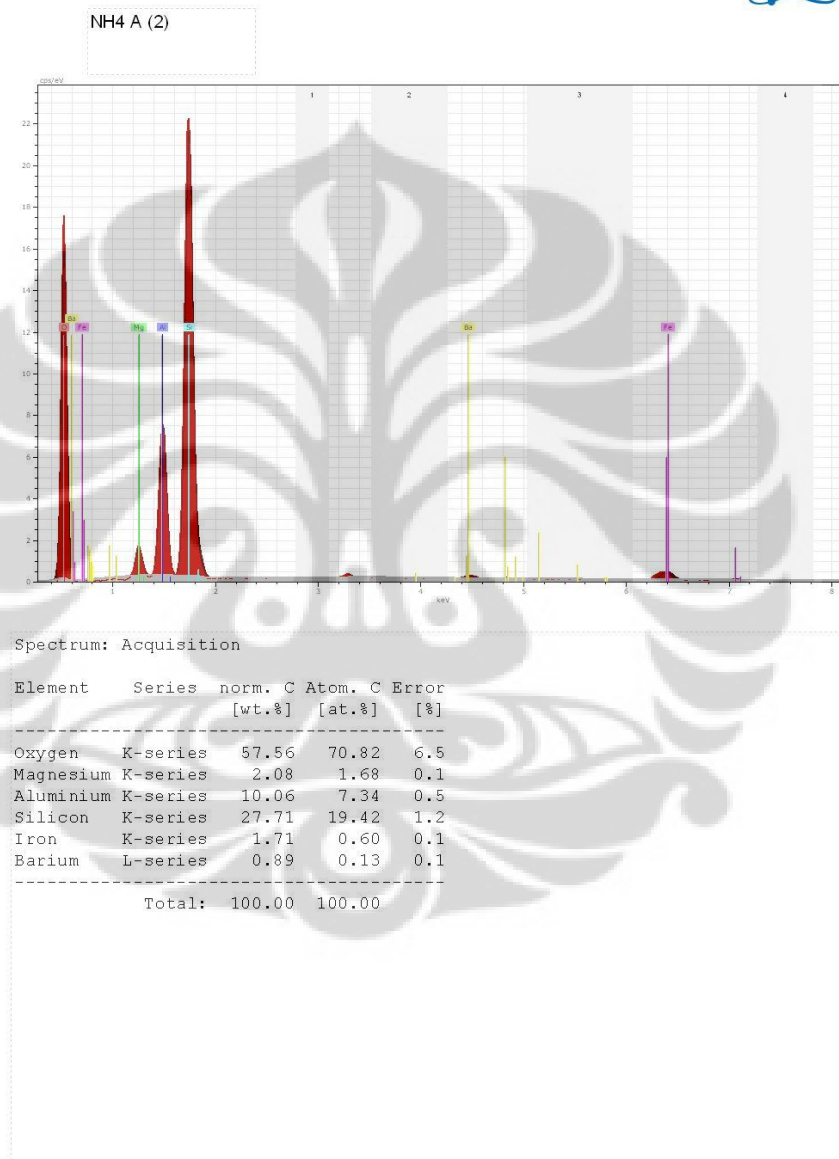 NH4 A (2)
cps/eV
1 2 3 4
22
20
18
16
14
12
10
8
6
4
2
0
Ba
O Fe Mg Al Si Ba Fe
1 2 3 4 5 6 7 8
keV
Spectrum: Acquisition
Element Series norm. C Atom. C Error
[wt.%] [at.%] [%]
Oxygen K-series 57.56 70.82 6.5
Magnesium K-series 2.08 1.68 0.1
Aluminium K-series 10.06 7.34 0.5
Silicon K-series 27.71 19.42 1.2
Iron K-series 1.71 0.60 0.1
Barium L-series 0.89 0.13 0.1
Total: 100.00 100.00